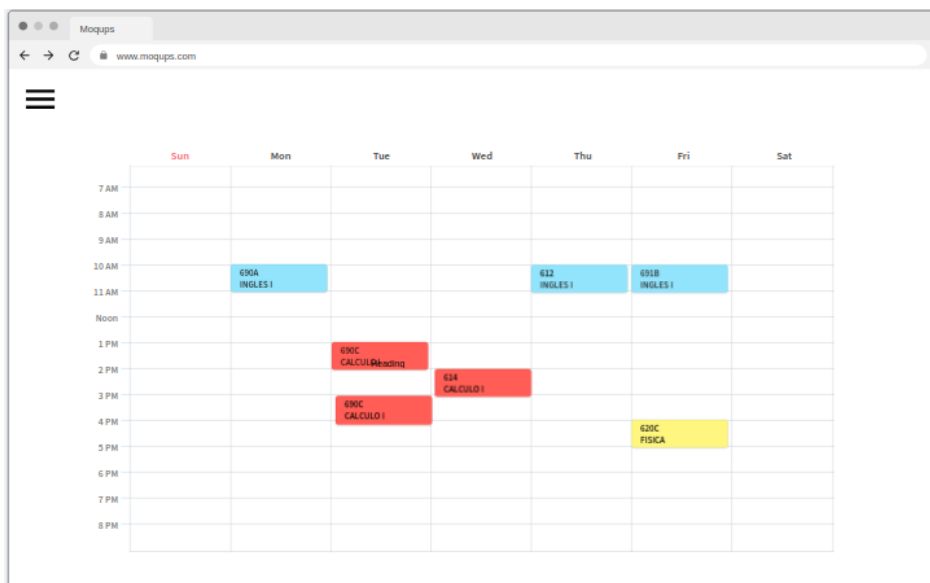 Moqups
www.moqups.com
Sun Mon Tue Wed Thu Fri Sat
7 AM
8 AM
9 AM
10 AM
690A
INGLES I
612
INGLES I
691B
INGLES I
11 AM
Noon
1 PM
690C
CALCULO I
Heading
2 PM
614
CALCULO I
3 PM
690C
CALCULO I
4 PM
620C
FISICA
5 PM
6 PM
7 PM
8 PM